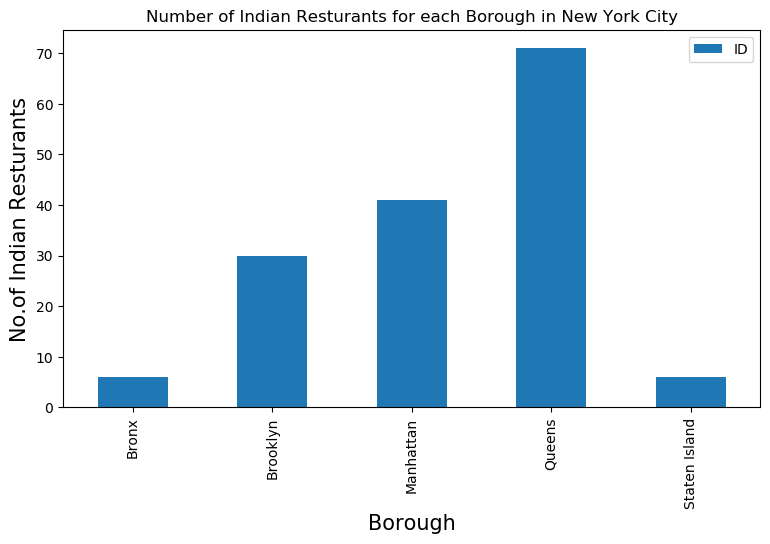 Number of Indian Resturants for each Borough in New York City
ID
No.of Indian Resturants
70
60
50
40
30
20
10
0
Bronx
Brooklyn
Manhattan
Queens
Staten Island
Borough